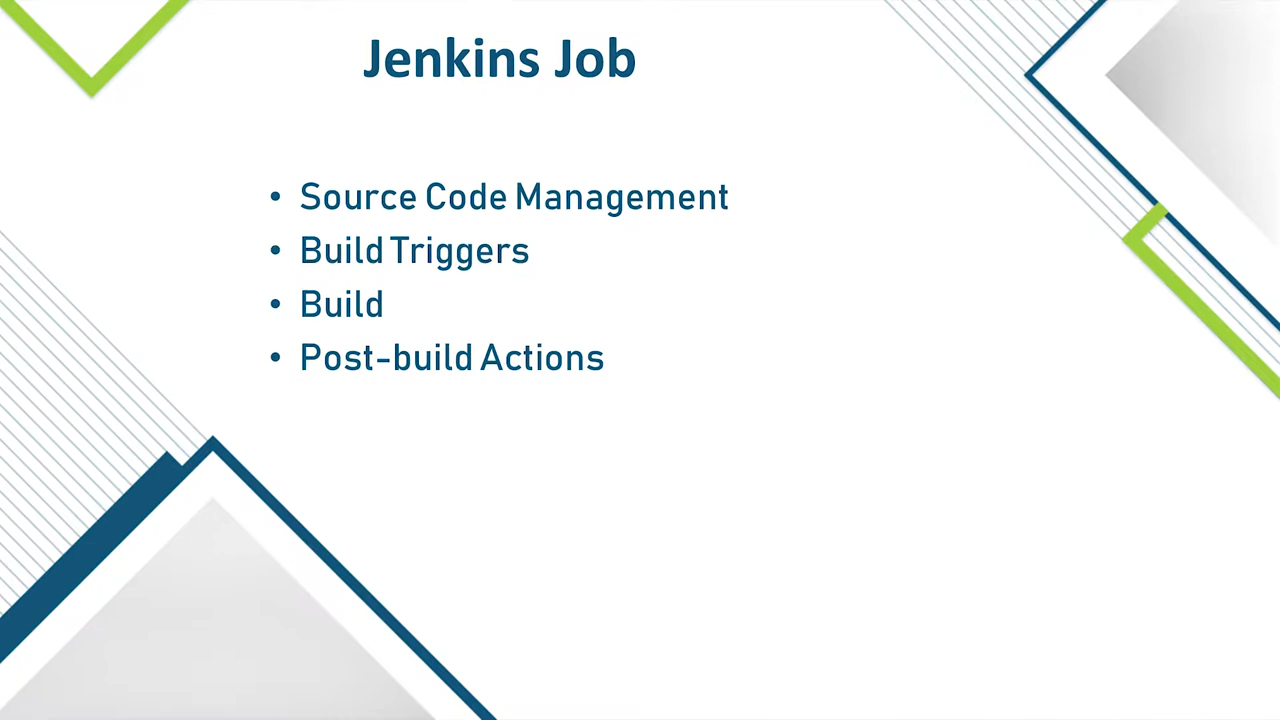 Jenkins Job
• Source Code Management
• Build Triggers
• Build
• Post-build Actions